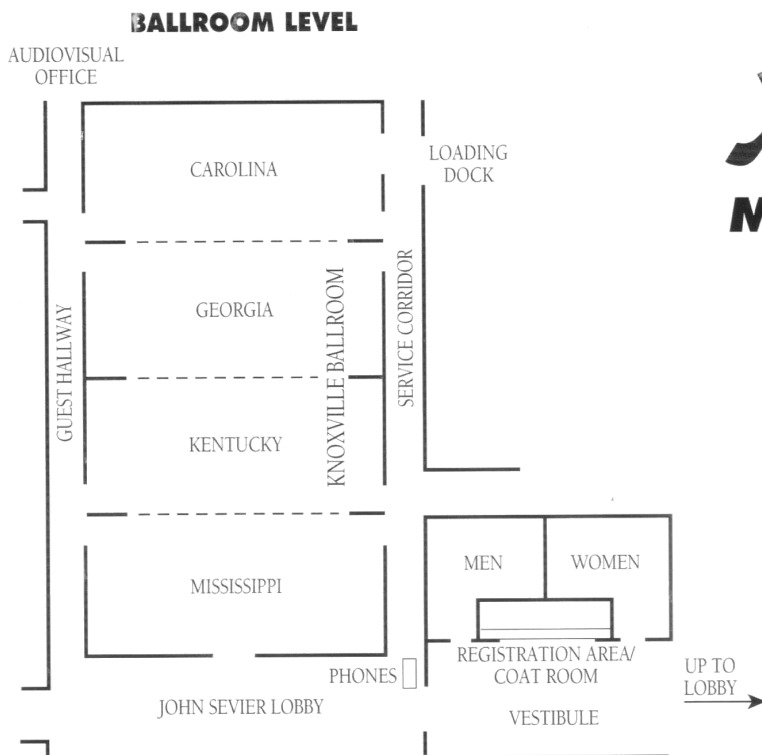 BALLROOM LEVEL
AUDIOVISUAL
OFFICE
CAROLINA
LOADING
DOCK
M
GEORGIA
KNOXVILLE BALLROOM
SERVICE CORRIDOR
GUEST HALLWAY
KENTUCKY
MISSISSIPPI
MEN
WOMEN
REGISTRATION AREA/
COAT ROOM
PHONES
UP TO
LOBBY
JOHN SEVIER LOBBY
VESTIBULE